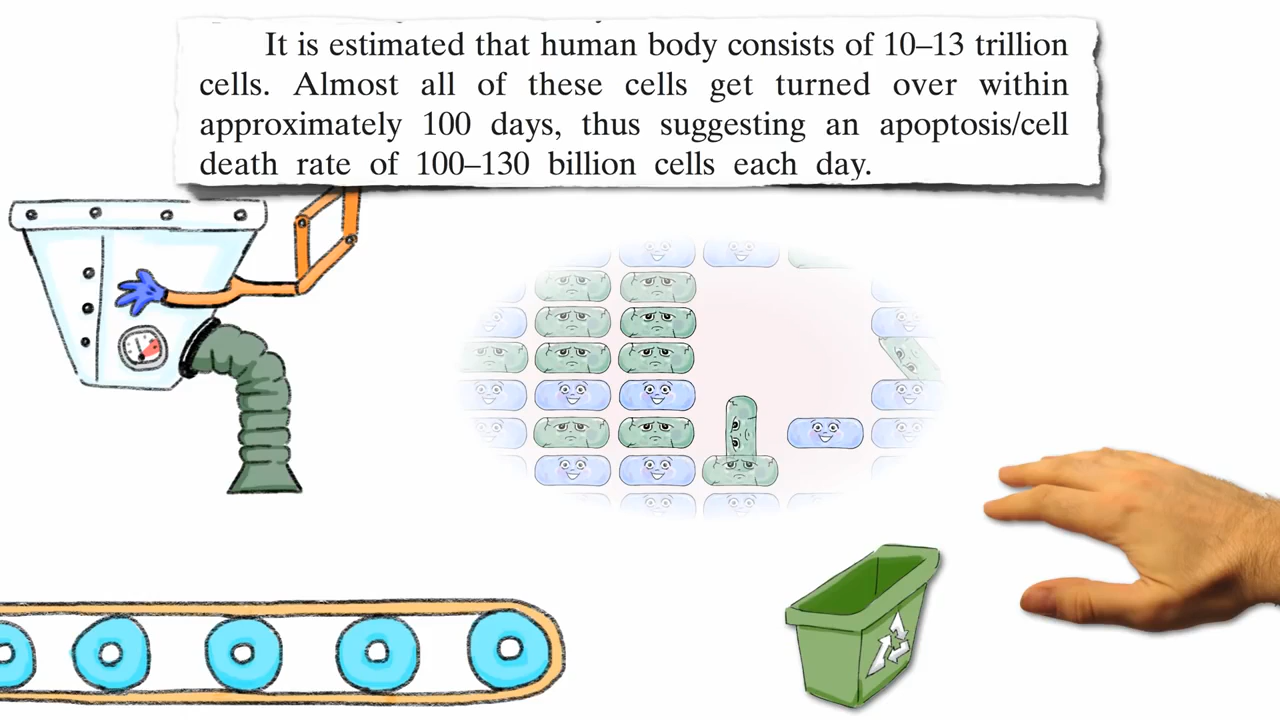 It is estimated that human body consists of 10–13 trillion
cells. Almost all of these cells get turned over within
approximately 100 days, thus suggesting an apoptosis/cell
death rate of 100–130 billion cells each day.